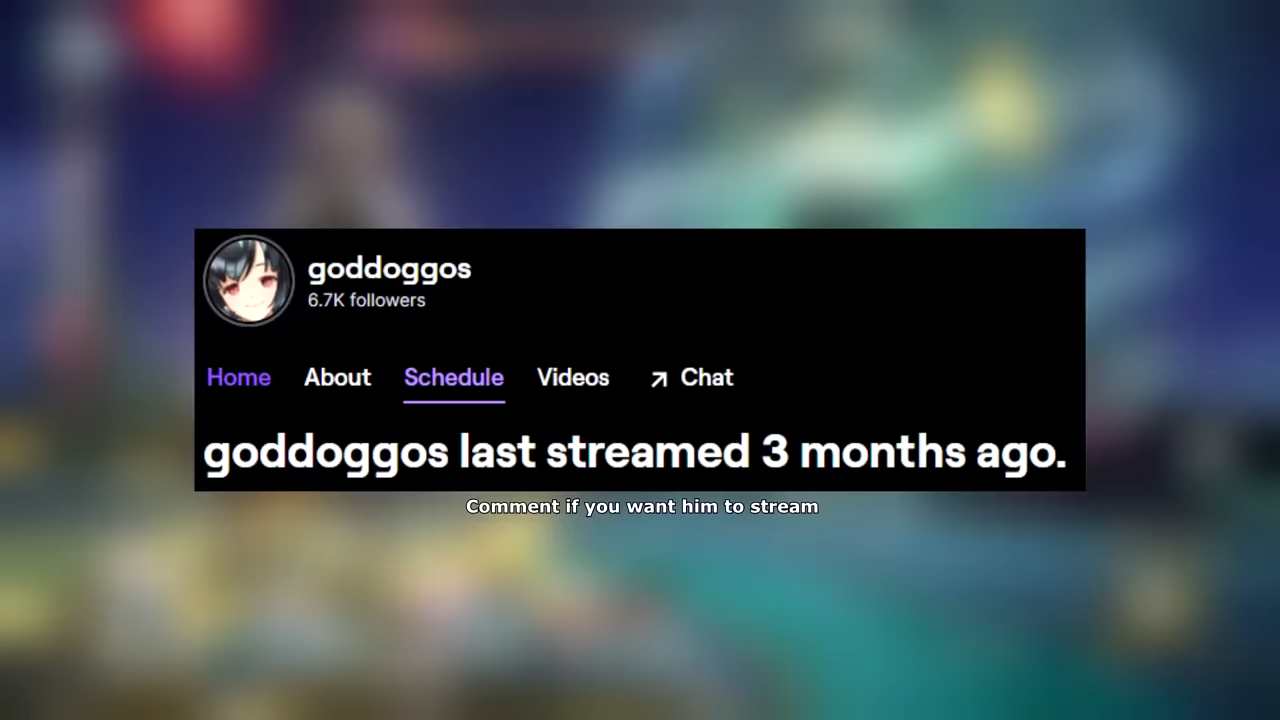 goddoggos
6.7K followers
Home About Schedule Videos Chat
goddoggos last streamed 3 months ago.
Comment if you want him to stream